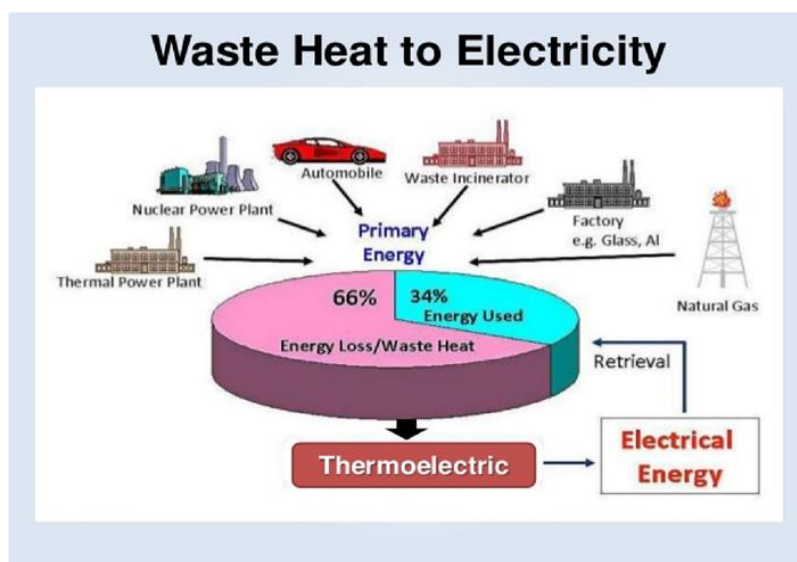 Waste Heat to Electricity
Automobile
Waste Incinerator
Nuclear Power Plant
Factory
e.g. Glass, Al
Primary
Energy
Thermal Power Plant
Natural Gas
66%
34%
Energy Used
Energy Loss/Waste Heat
Retrieval
Thermoelectric
Electrical
Energy